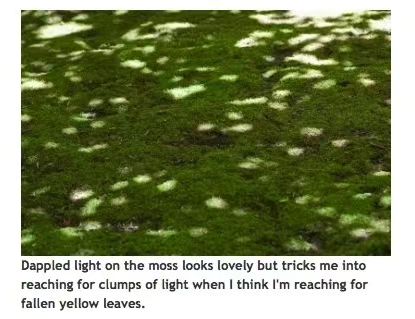 Dappled light on the moss looks lovely but tricks me into
reaching for clumps of light when I think I'm reaching for
fallen yellow leaves.